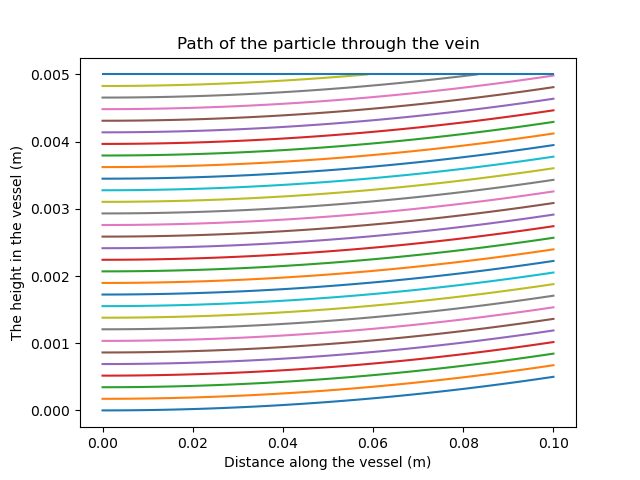 Path of the particle through the vein
0.005
0.004
0.003
0.002
0.001
0.000
The height in the vessel (m)
0.00 0.02 0.04 0.06 0.08 0.10
Distance along the vessel (m)